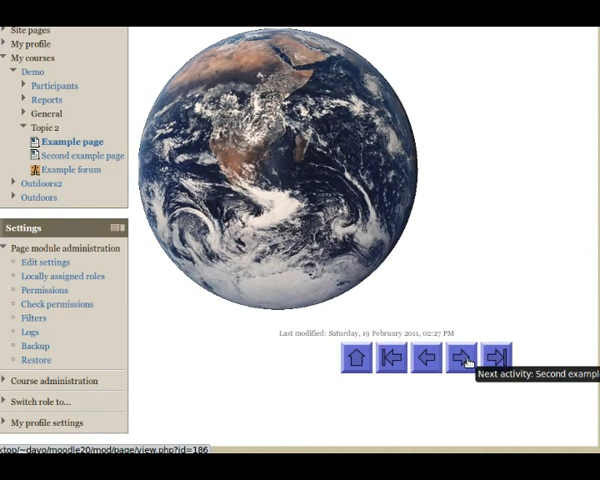 Site pages
My profile
My courses
Demo
Participants
Reports
General
Topic 2
Example page
Second example page
Example forum
Outdoors2
Outdoors
Settings
Page module administration
Edit settings
Locally assigned roles
Permissions
Check permissions
Filters
Logs
Backup
Restore
Course administration
Switch role to...
My profile settings
Last modified: Saturday, 19 February 2011, 02:27 PM
Next activity: Second exampl
ktop/~davo/moodle20/mod/page/view.php?id=186